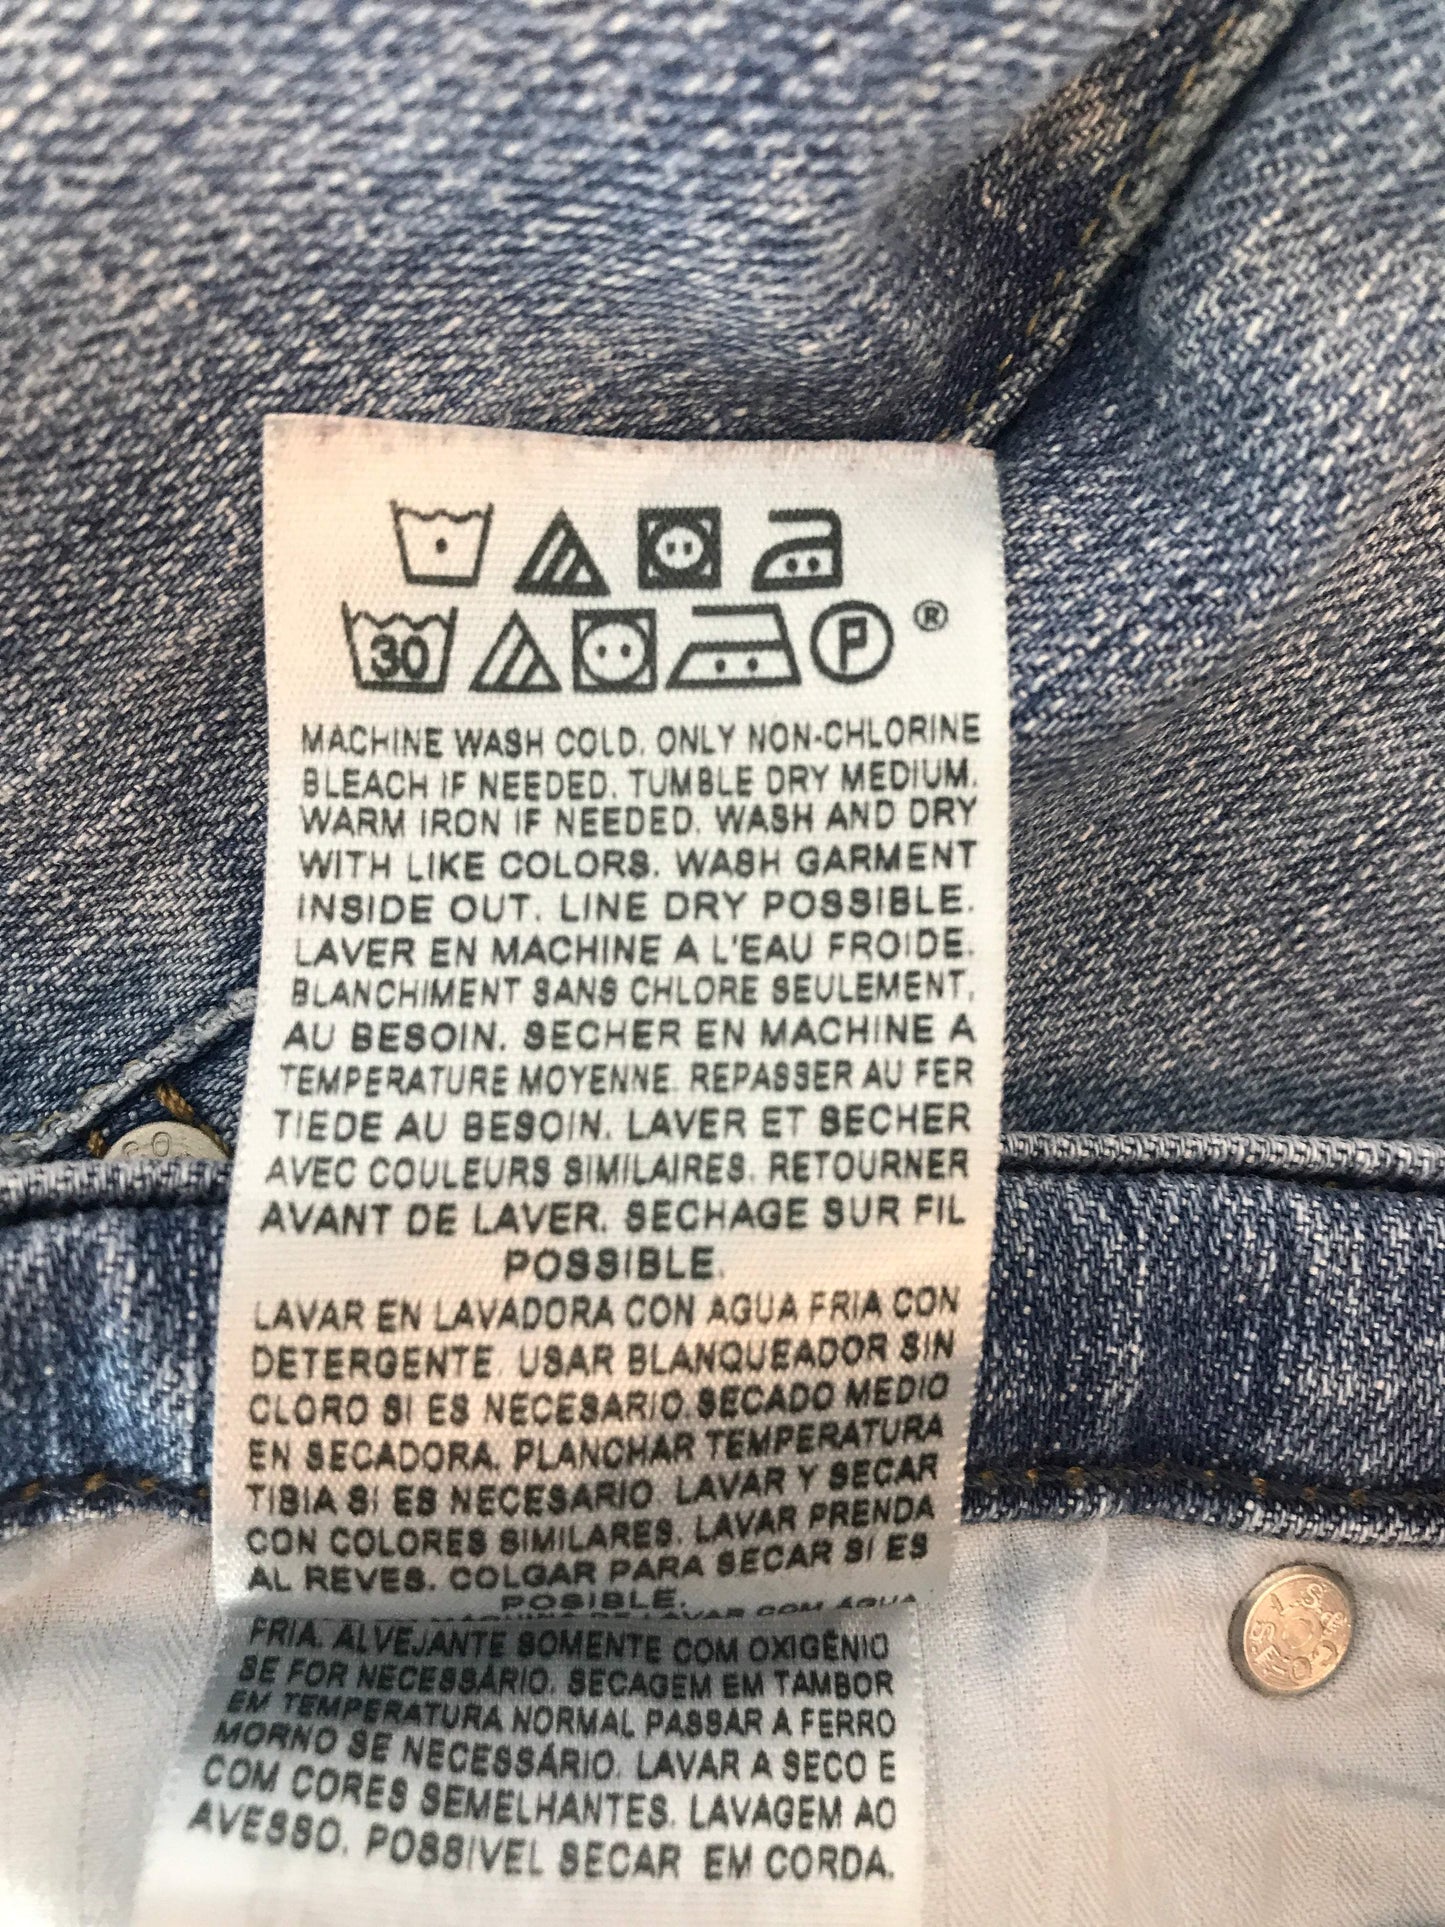 30 P ®
MACHINE WASH COLD. ONLY NON-CHLORINE
BLEACH IF NEEDED. TUMBLE DRY MEDIUM.
WARM IRON IF NEEDED. WASH AND DRY
WITH LIKE COLORS. WASH GARMENT
INSIDE OUT. LINE DRY POSSIBLE.
LAVER EN MACHINE A L'EAU FROIDE.
BLANCHIMENT SANS CHLORE SEULEMENT,
AU BESOIN. SECHER EN MACHINE A
TEMPERATURE MOYENNE. REPASSER AU FER
TIEDE AU BESOIN. LAVER ET SECHER
AVEC COULEURS SIMILAIRES. RETOURNER
AVANT DE LAVER. SECHAGE SUR FIL
POSSIBLE.
LAVAR EN LAVADORA CON AGUA FRIA CON
DETERGENTE. USAR BLANQUEADOR SIN
CLORO SI ES NECESARIO. SECADO MEDIO
EN SECADORA. PLANCHAR TEMPERATURA
TIBIA SI ES NECESARIO. LAVAR Y SECAR
CON COLORES SIMILARES. LAVAR PRENDA
AL REVES. COLGAR PARA SECAR SI ES
POSIBLE.
DE LAVAR COM ÁGUA
FRIA. ALVEJANTE SOMENTE COM OXIGÊNIO
SE FOR NECESSÁRIO. SECAGEM EM TAMBOR
EM TEMPERATURA NORMAL PASSAR A FERRO
MORNO SE NECESSÁRIO. LAVAR A SECO E
COM CORES SEMELHANTES. LAVAGEM AO
AVESSO. POSSIVEL SECAR EM CORDA.